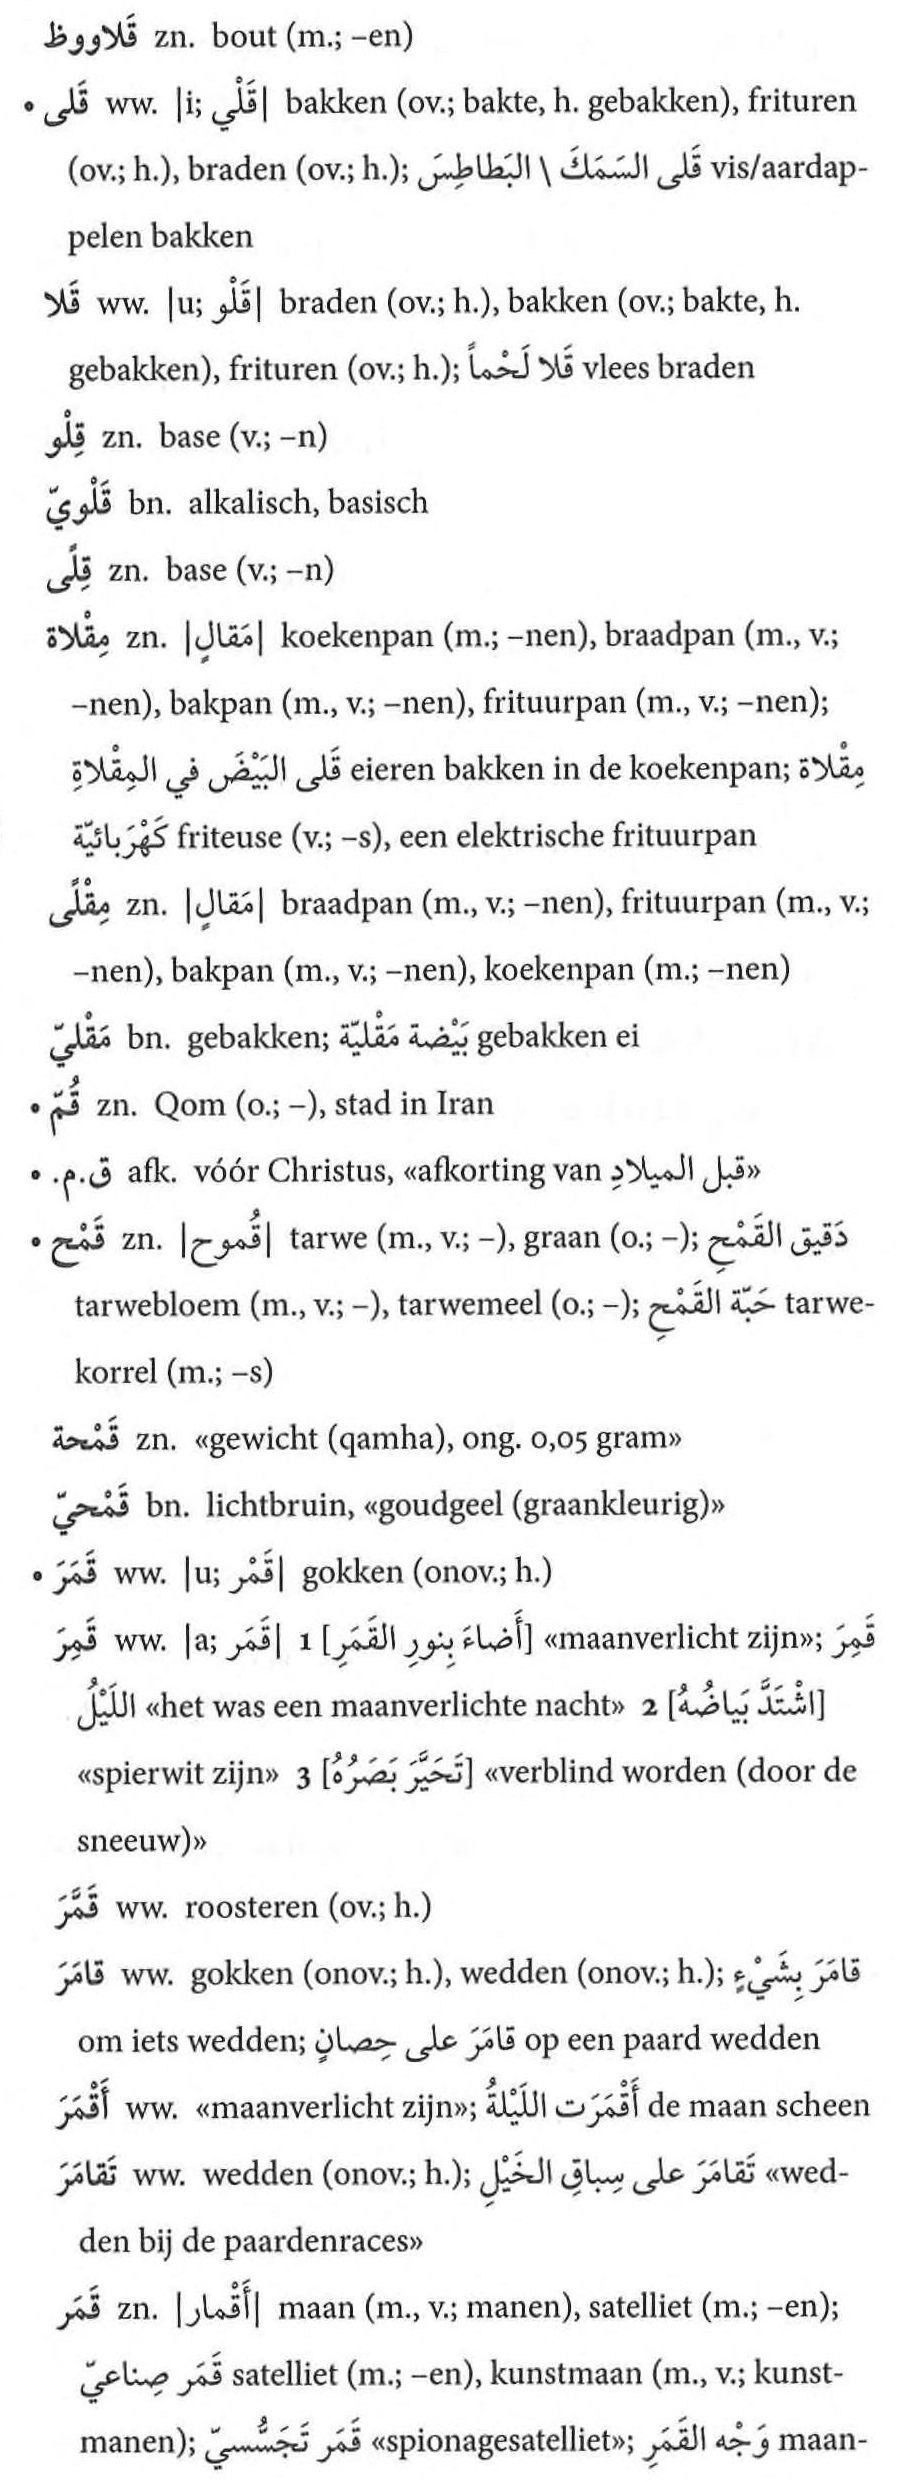 قَلاووظ zn. bout (m.; –en)
• قَلى ww. |i; قَلْي| bakken (ov.; bakte, h. gebakken), frituren
(ov.; h.), braden (ov.; h.); قَلى السَمَكَ \ البَطاطِسَ vis/aardap-
pelen bakken
قَلا ww. |u; قَلْو| braden (ov.; h.), bakken (ov.; bakte, h.
gebakken), frituren (ov.; h.); قَلا لَحْماً vlees braden
قِلْو zn. base (v.; –n)
قَلْويّ bn. alkalisch, basisch
قِلًى zn. base (v.; –n)
مِقْلاة zn. |مَقالٍ| koekenpan (m.; –nen), braadpan (m., v.;
–nen), bakpan (m., v.; –nen), frituurpan (m., v.; –nen);
قَلى البَيْضَ في المِقْلاةِ eieren bakken in de koekenpan; مِقْلاة
كَهْرَبائيّة friteuse (v.; –s), een elektrische frituurpan
مِقْلًى zn. |مَقالٍ| braadpan (m., v.; –nen), frituurpan (m., v.;
–nen), bakpan (m., v.; –nen), koekenpan (m.; –nen)
مَقْليّ bn. gebakken; بَيْضة مَقْليّة gebakken ei
• قُمّ zn. Qom (o.; –), stad in Iran
• ق.م. afk. vóór Christus, «afkorting van قبل الميلادِ»
• قَمْح zn. |قُموح| tarwe (m., v.; –), graan (o.; –); دَقيق القَمْحِ
tarwebloem (m., v.; –), tarwemeel (o.; –); حَبّة القَمْحِ tarwe-
korrel (m.; –s)
قَمْحة zn. «gewicht (qamha), ong. 0,05 gram»
قَمْحيّ bn. lichtbruin, «goudgeel (graankleurig)»
• قَمَرَ ww. |u; قَمْر| gokken (onov.; h.)
قَمِرَ ww. |a; قَمَر| 1 [أَضاءَ بِنورِ القَمَرِ] «maanverlicht zijn»; قَمِرَ
اللَيْلُ «het was een maanverlichte nacht» 2 [اشْتَدَّ بَياضُهُ]
«spierwit zijn» 3 [تَحَيَّرَ بَصَرُهُ] «verblind worden (door de
sneeuw)»
قَمَّرَ ww. roosteren (ov.; h.)
قامَرَ ww. gokken (onov.; h.), wedden (onov.; h.); قامَرَ بِشَيْءٍ
om iets wedden; قامَرَ على حِصانٍ op een paard wedden
أَقْمَرَ ww. «maanverlicht zijn»; أَقْمَرَت اللَيْلةُ de maan scheen
تَقامَرَ ww. wedden (onov.; h.); تَقامَرَ على سِباقِ الخَيْلِ «wed-
den bij de paardenraces»
قَمَر zn. |أَقْمار| maan (m., v.; manen), satelliet (m.; –en);
قَمَر صِناعيّ satelliet (m.; –en), kunstmaan (m., v.; kunst-
manen); قَمَر تَجَسُّسيّ «spionagesatelliet»; وَجْه القَمَرِ maan-